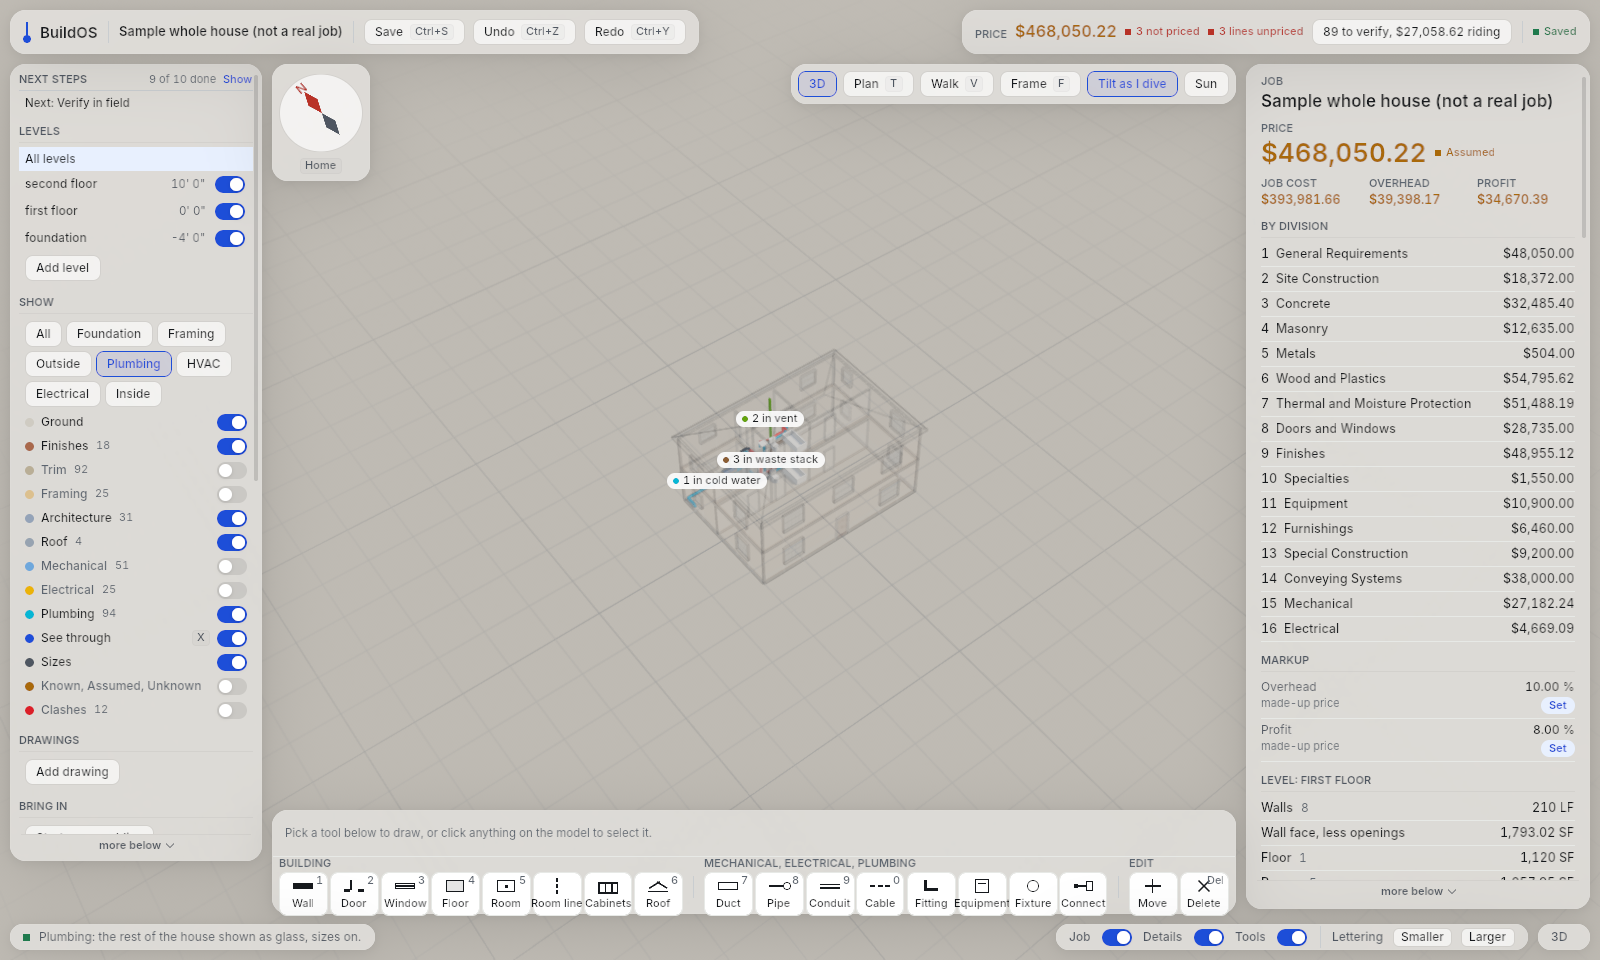 BuildOS
Sample whole house (not a real job)
Save Ctrl+S
Undo Ctrl+Z
Redo Ctrl+Y
PRICE $468,050.22
3 not priced
3 lines unpriced
89 to verify, $27,058.62 riding
Saved
NEXT STEPS 9 of 10 done Show
Next: Verify in field
LEVELS
All levels
second floor 10' 0"
first floor 0' 0"
foundation -4' 0"
Add level
SHOW
All Foundation Framing
Outside Plumbing HVAC
Electrical Inside
Ground
Finishes 18
Trim 92
Framing 25
Architecture 31
Roof 4
Mechanical 51
Electrical 25
Plumbing 94
See through X
Sizes
Known, Assumed, Unknown
Clashes 12
DRAWINGS
Add drawing
BRING IN
more below
N
Home
3D
Plan T
Walk V
Frame F
Tilt as I dive
Sun
2 in vent
3 in waste stack
1 in cold water
Pick a tool below to draw, or click anything on the model to select it.
BUILDING
1 Wall
2 Door
3 Window
4 Floor
5 Room
Room line
Cabinets
6 Roof
MECHANICAL, ELECTRICAL, PLUMBING
7 Duct
8 Pipe
9 Conduit
0 Cable
Fitting
Equipment
Fixture
Connect
EDIT
Move
Del Delete
JOB
Sample whole house (not a real job)
PRICE
$468,050.22 Assumed
JOB COST OVERHEAD PROFIT
$393,981.66 $39,398.17 $34,670.39
BY DIVISION
1 General Requirements $48,050.00
2 Site Construction $18,372.00
3 Concrete $32,485.40
4 Masonry $12,635.00
5 Metals $504.00
6 Wood and Plastics $54,795.62
7 Thermal and Moisture Protection $51,488.19
8 Doors and Windows $28,735.00
9 Finishes $48,955.12
10 Specialties $1,550.00
11 Equipment $10,900.00
12 Furnishings $6,460.00
13 Special Construction $9,200.00
14 Conveying Systems $38,000.00
15 Mechanical $27,182.24
16 Electrical $4,669.09
MARKUP
Overhead 10.00 %
made-up price Set
Profit 8.00 %
made-up price Set
LEVEL: FIRST FLOOR
Walls 8 210 LF
Wall face, less openings 1,793.02 SF
Floor 1 1,120 SF
more below
Plumbing: the rest of the house shown as glass, sizes on.
Job Details Tools Lettering Smaller Larger 3D